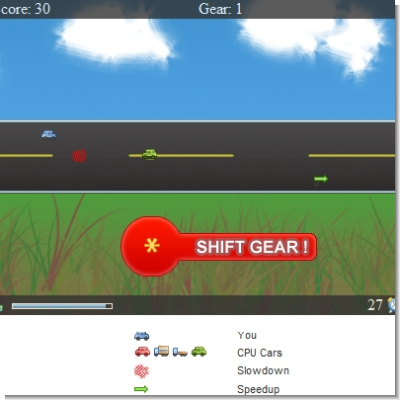 core: 30 Gear: 1
* SHIFT GEAR !
27
You
CPU Cars
Slowdown
Speedup